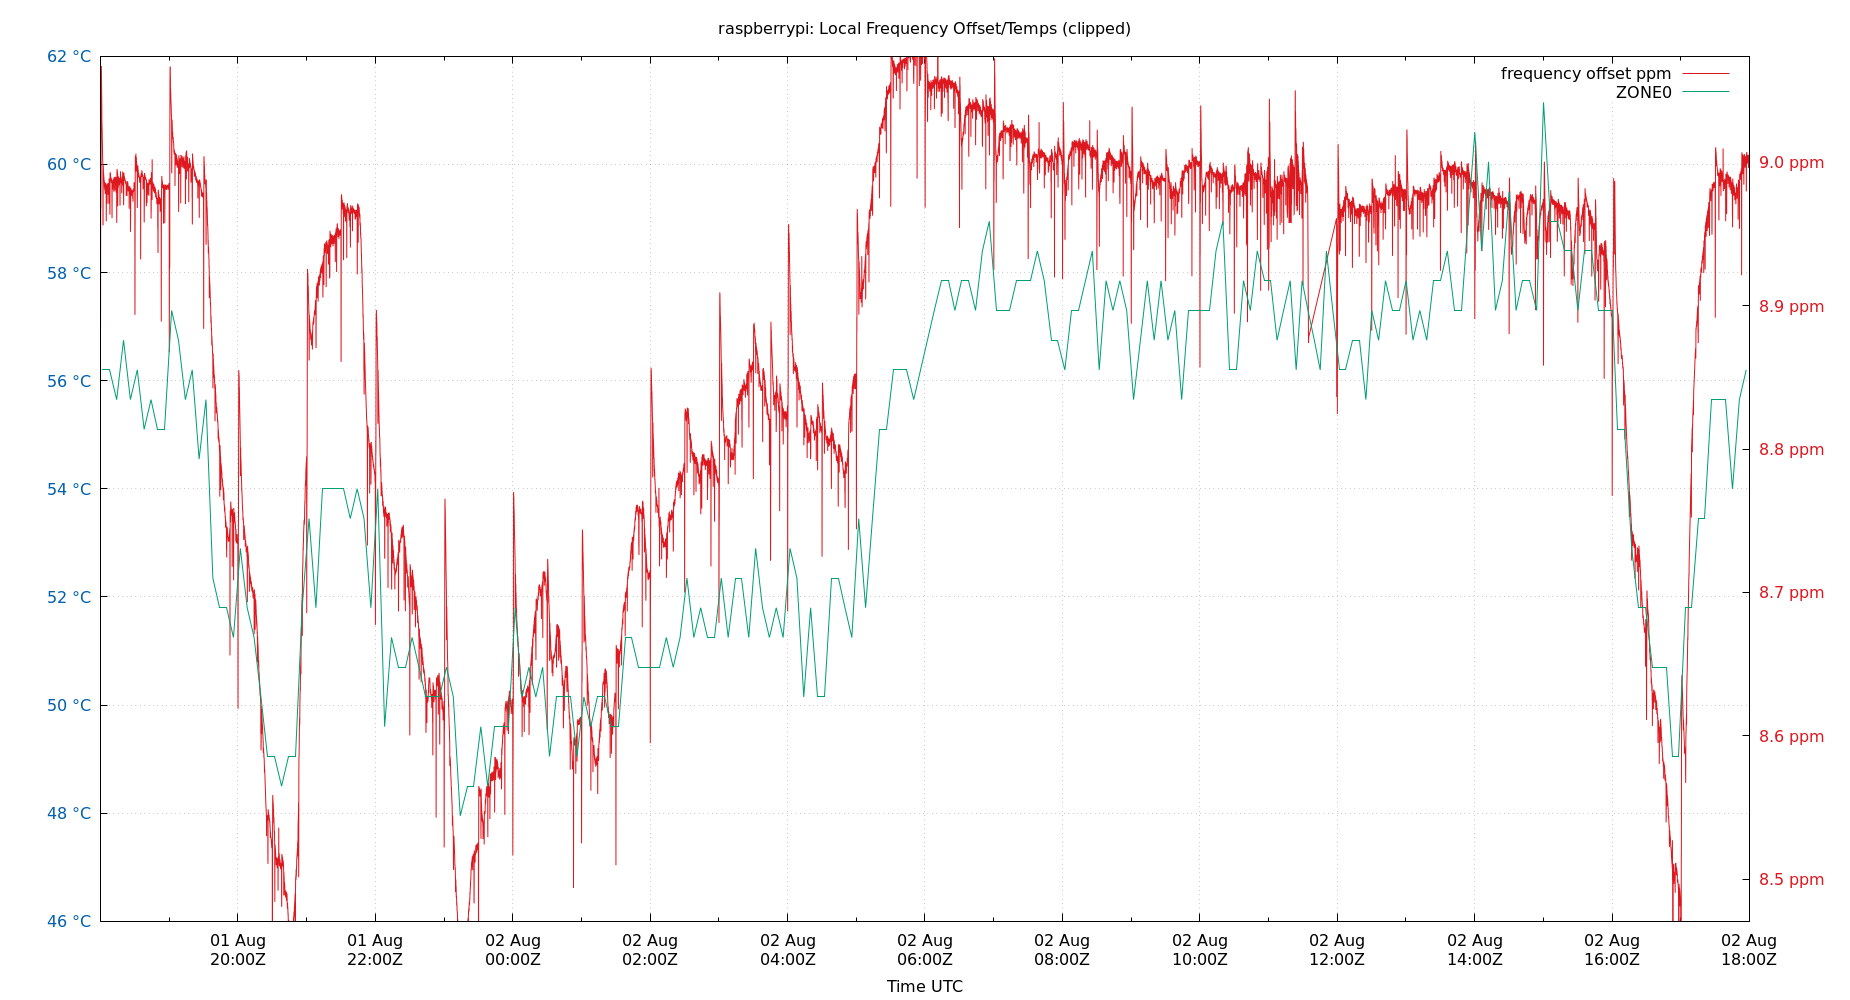 raspberrypi: Local Frequency Offset/Temps (clipped)
frequency offset ppm
ZONE0
62 °C
60 °C
58 °C
56 °C
54 °C
52 °C
50 °C
48 °C
46 °C
9.0 ppm
8.9 ppm
8.8 ppm
8.7 ppm
8.6 ppm
8.5 ppm
01 Aug 01 Aug 02 Aug 02 Aug 02 Aug 02 Aug 02 Aug 02 Aug 02 Aug 02 Aug 02 Aug 02 Aug
20:00Z 22:00Z 00:00Z 02:00Z 04:00Z 06:00Z 08:00Z 10:00Z 12:00Z 14:00Z 16:00Z 18:00Z
Time UTC